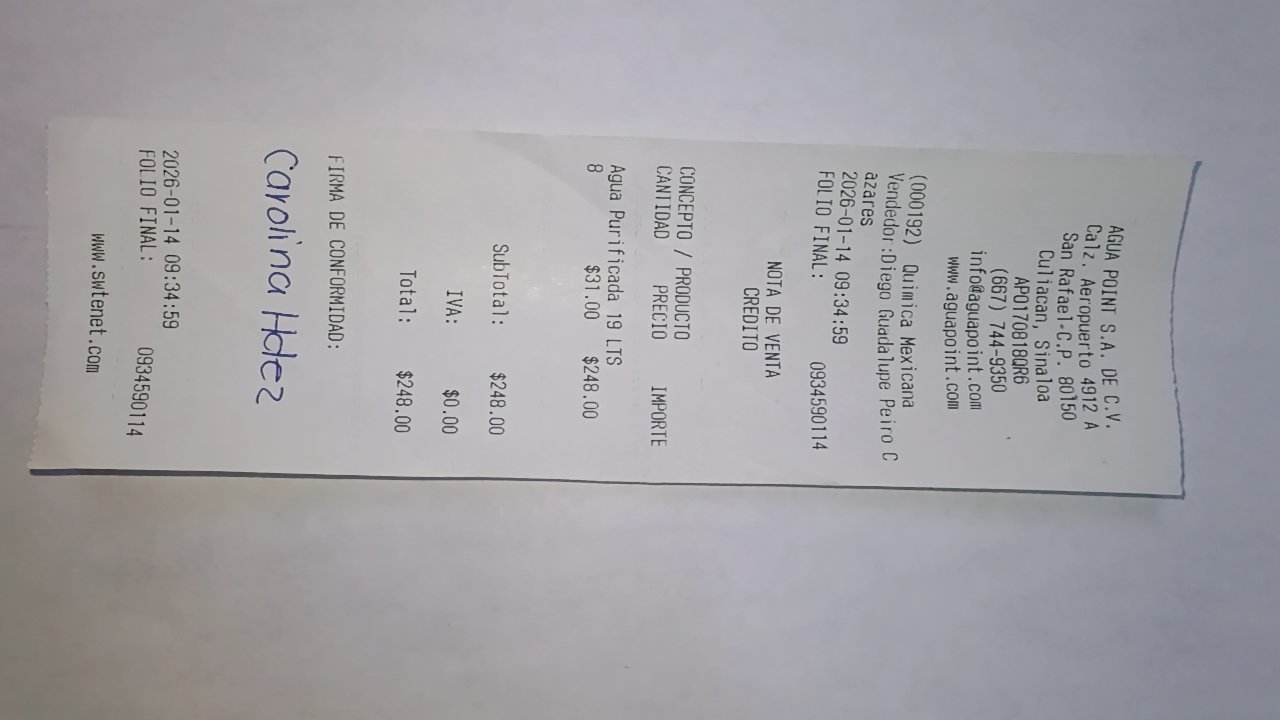 AGUA POINT S.A. DE C.V.
Calz. Aeropuerto 4912 A
San Rafael-C.P. 80150
Culiacan, Sinaloa
APO170818QR6
(667) 744-9350
info@aguapoint.com
www.aguapoint.com
(000192) Quimica Mexicana
Vendedor:Diego Guadalupe Peiro C
azares
2026-01-14 09:34:59
FOLIO FINAL: 0934590114
NOTA DE VENTA
CREDITO
CONCEPTO / PRODUCTO
CANTIDAD PRECIO IMPORTE
Agua Purificada 19 LTS
8 $31.00 $248.00
SubTotal: $248.00
IVA: $0.00
Total: $248.00
FIRMA DE CONFORMIDAD:
Carolina Hdez
2026-01-14 09:34:59
FOLIO FINAL: 0934590114
www.swtenet.com